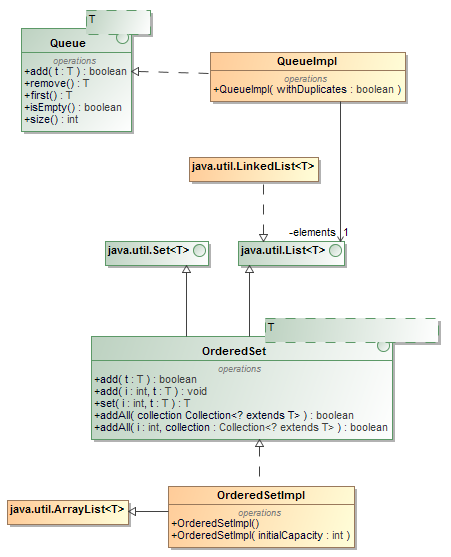 T
Queue
operations
+add( t : T ) : boolean
+remove() : T
+first() : T
+isEmpty() : boolean
+size() : int
QueueImpl
operations
+QueueImpl( withDuplicates : boolean )
java.util.LinkedList<T>
-elements 1
java.util.Set<T>
java.util.List<T>
T
OrderedSet
operations
+add( t : T ) : boolean
+add( i : int, t : T ) : void
+set( i : int, t : T ) : T
+addAll( collection Collection<? extends T> ) : boolean
+addAll( i : int, collection : Collection<? extends T> ) : boolean
OrderedSetImpl
operations
+OrderedSetImpl()
+OrderedSetImpl( initialCapacity : int )
java.util.ArrayList<T>